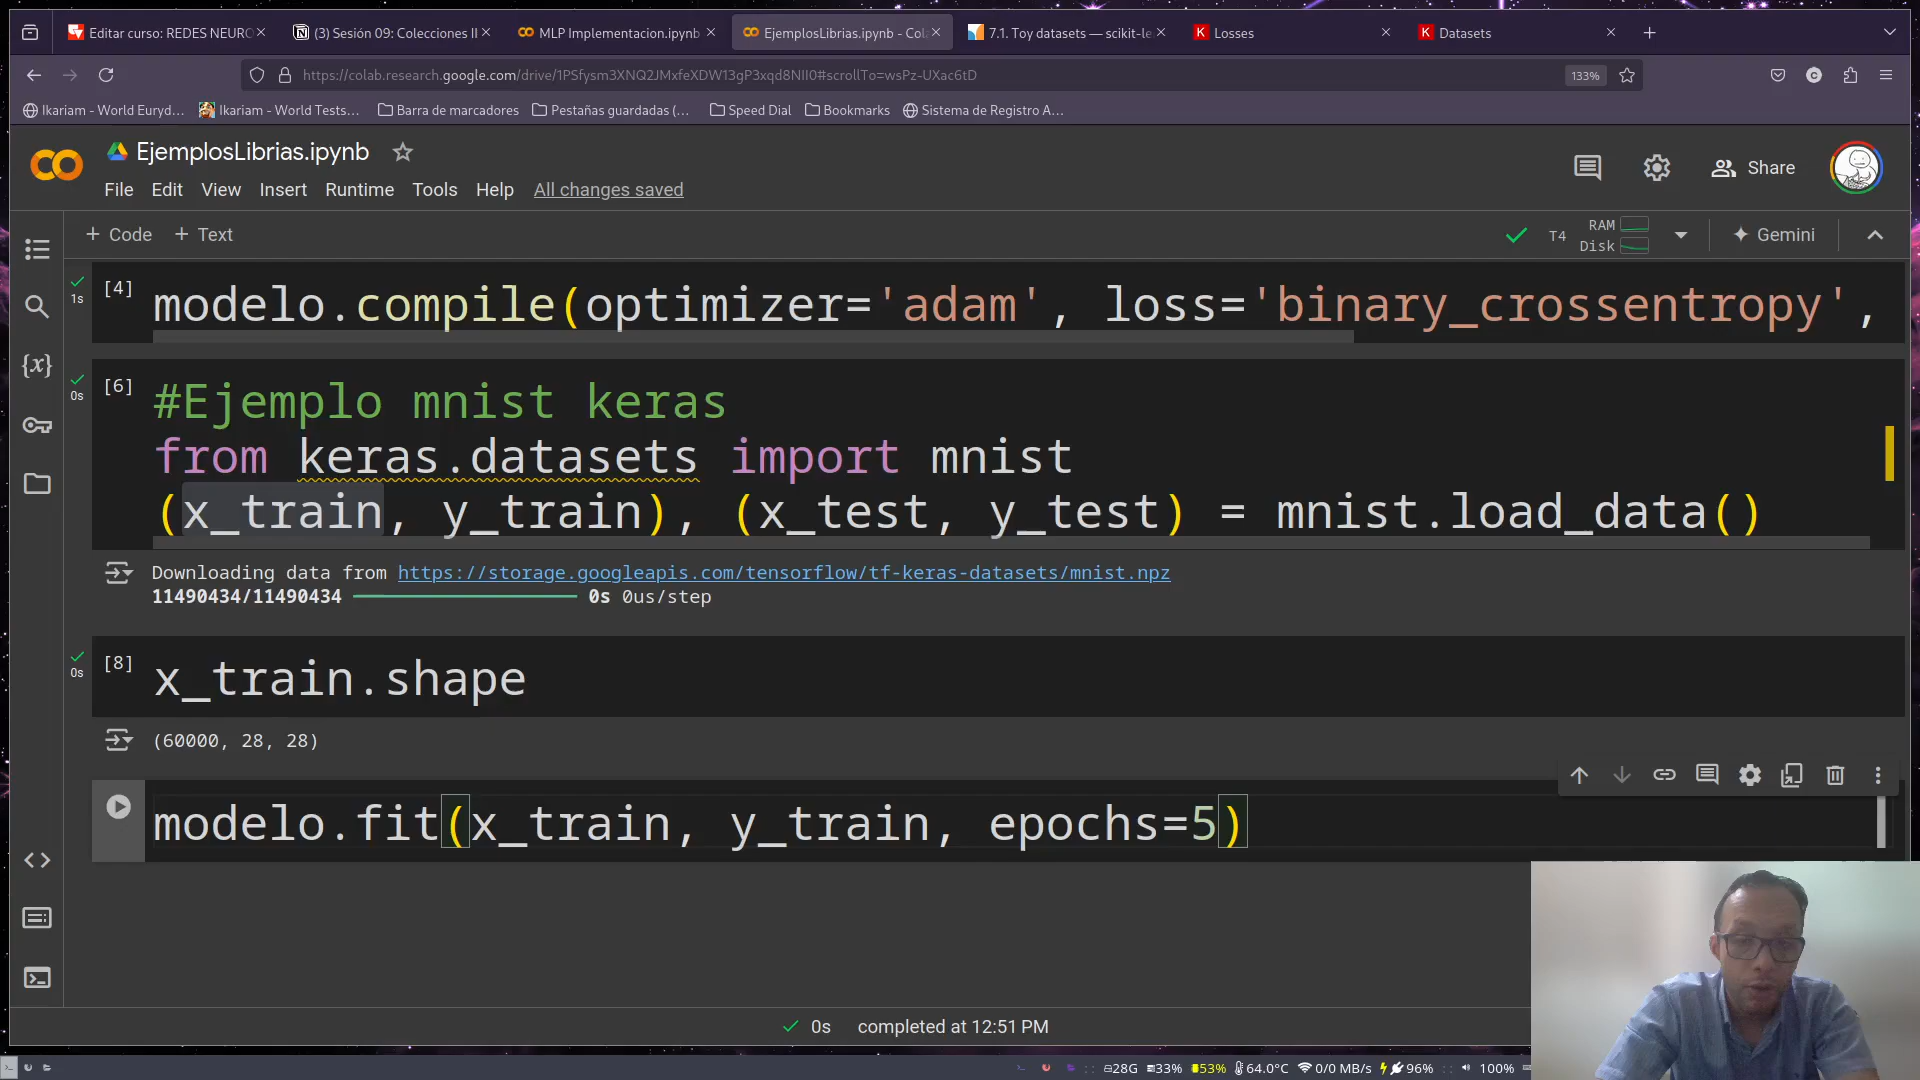 Editar curso: REDES NEURO
(3) Sesión 09: Colecciones II
MLP Implementacion.ipynb
EjemplosLibrias.ipynb - Col
7.1. Toy datasets — scikit-le
Losses
Datasets
https://colab.research.google.com/drive/1PSfysm3XNQ2JMxfeXDW13gP3xqd8NII0#scrollTo=wsPz-UXac6tD
133%
Ikariam - World Euryd…
Ikariam - World Tests…
Barra de marcadores
Pestañas guardadas (…
Speed Dial
Bookmarks
Sistema de Registro A…
EjemplosLibrias.ipynb
File Edit View Insert Runtime Tools Help All changes saved
Share
+ Code + Text
T4
RAM
Disk
Gemini
[4] modelo.compile(optimizer='adam', loss='binary_crossentropy',
1s
[6] #Ejemplo mnist keras
0s
from keras.datasets import mnist
(x_train, y_train), (x_test, y_test) = mnist.load_data()
Downloading data from https://storage.googleapis.com/tensorflow/tf-keras-datasets/mnist.npz
11490434/11490434 0s 0us/step
[8] x_train.shape
0s
(60000, 28, 28)
modelo.fit(x_train, y_train, epochs=5)
0s completed at 12:51 PM
28G 33% 53% 64.0°C 0/0 MB/s 96% 100%